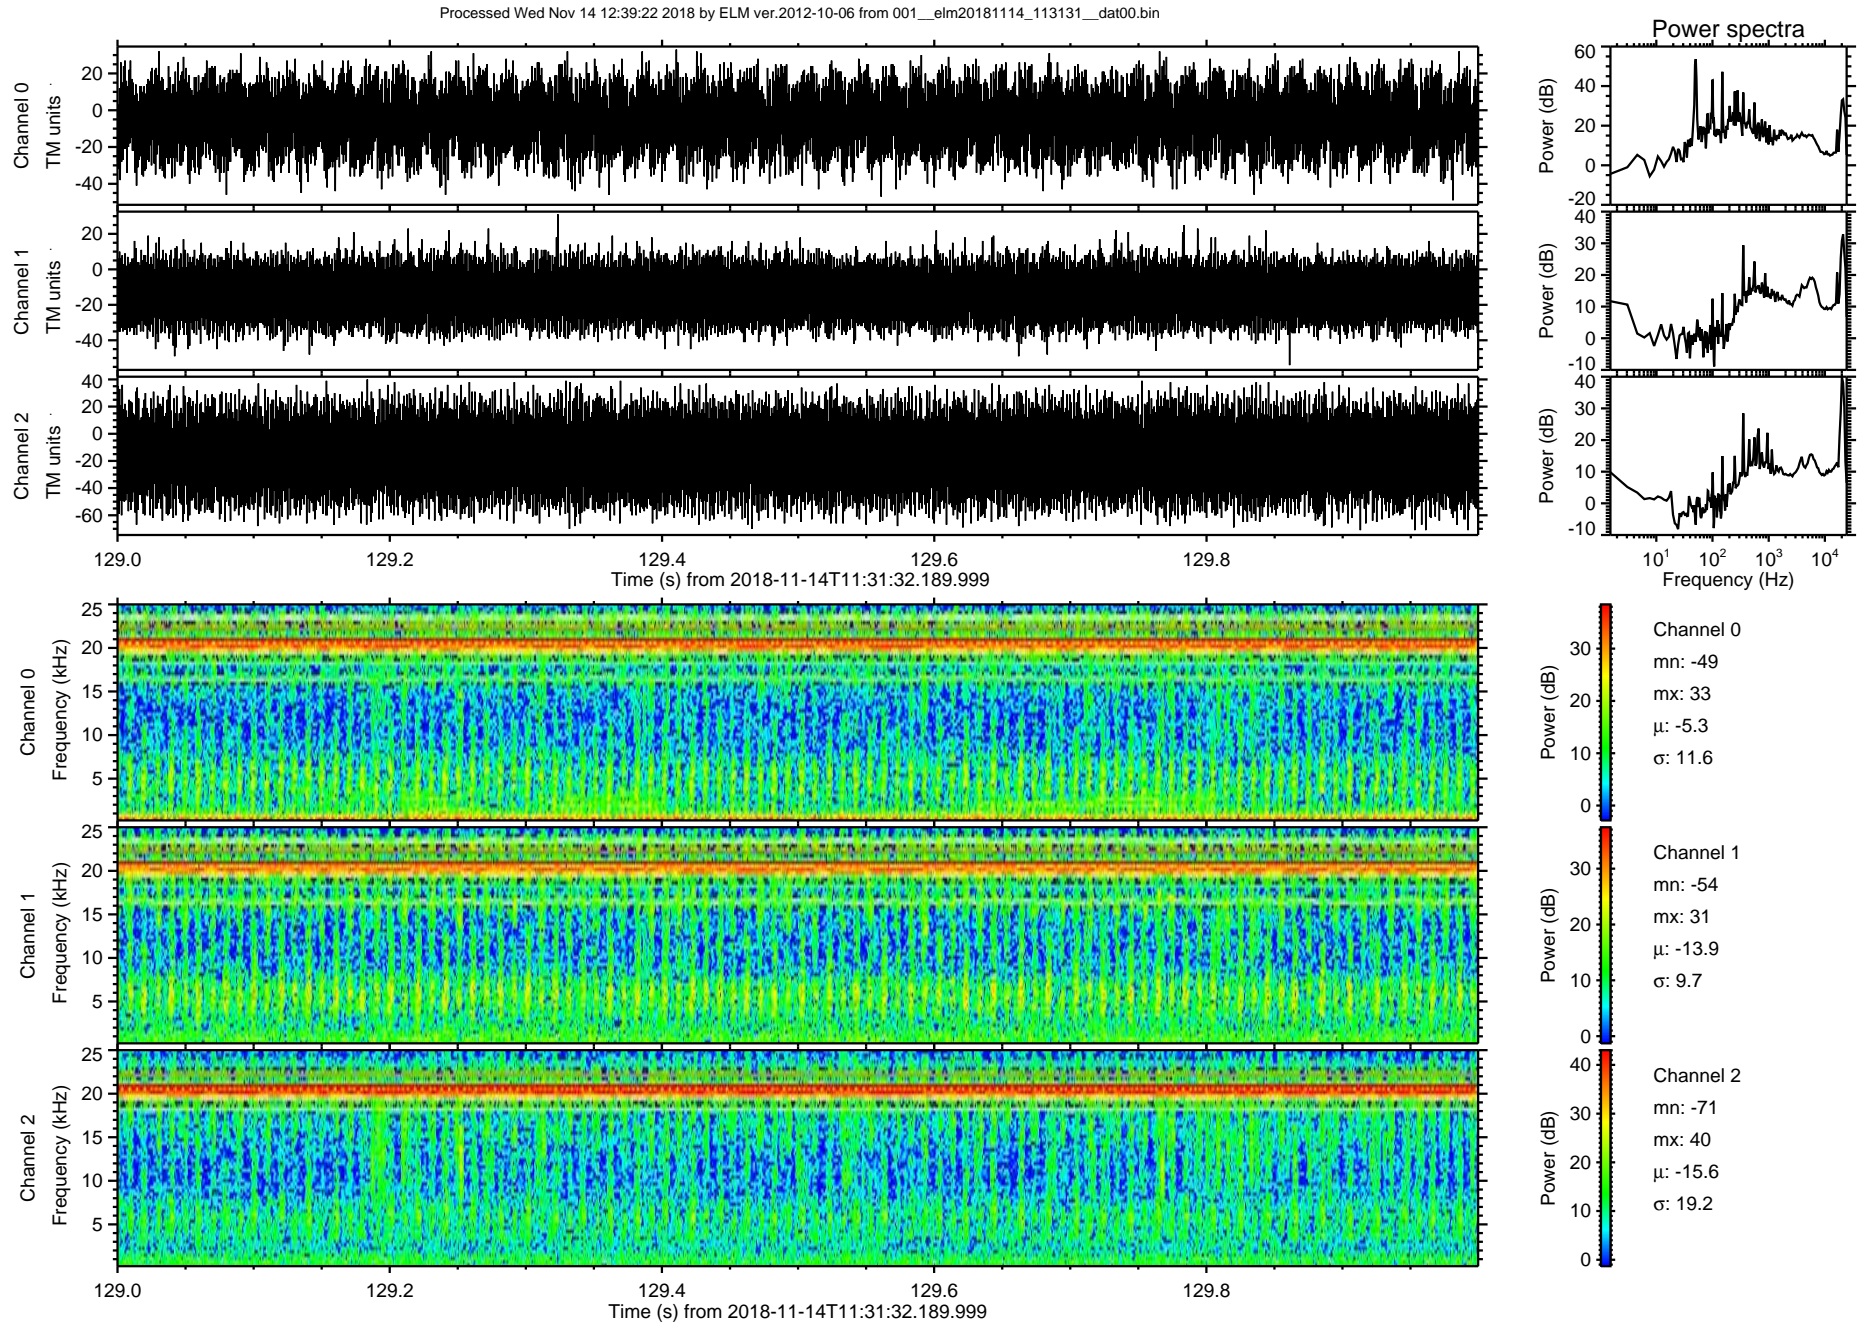 Processed Wed Nov 14 12:39:22 2018 by ELM ver.2012-10-06 from 001__elm20181114_113131__dat00.bin
Power spectra
Channel 0
TM units
20
0
-20
-40
Power (dB)
60
40
20
0
-20
Channel 1
TM units
20
0
-20
-40
Power (dB)
40
30
20
10
0
-10
Channel 2
TM units
40
20
0
-20
-40
-60
Power (dB)
40
30
20
10
0
-10
129.0 129.2 129.4 129.6 129.8
Time (s) from 2018-11-14T11:31:32.189.999
10¹ 10² 10³ 10⁴
Frequency (Hz)
Channel 0
Frequency (kHz)
25
20
15
10
5
Power (dB)
30
20
10
0
Channel 0
mn: -49
mx: 33
μ: -5.3
σ: 11.6
Channel 1
Frequency (kHz)
25
20
15
10
5
Power (dB)
30
20
10
0
Channel 1
mn: -54
mx: 31
μ: -13.9
σ: 9.7
Channel 2
Frequency (kHz)
25
20
15
10
5
Power (dB)
40
30
20
10
0
Channel 2
mn: -71
mx: 40
μ: -15.6
σ: 19.2
129.0 129.2 129.4 129.6 129.8
Time (s) from 2018-11-14T11:31:32.189.999